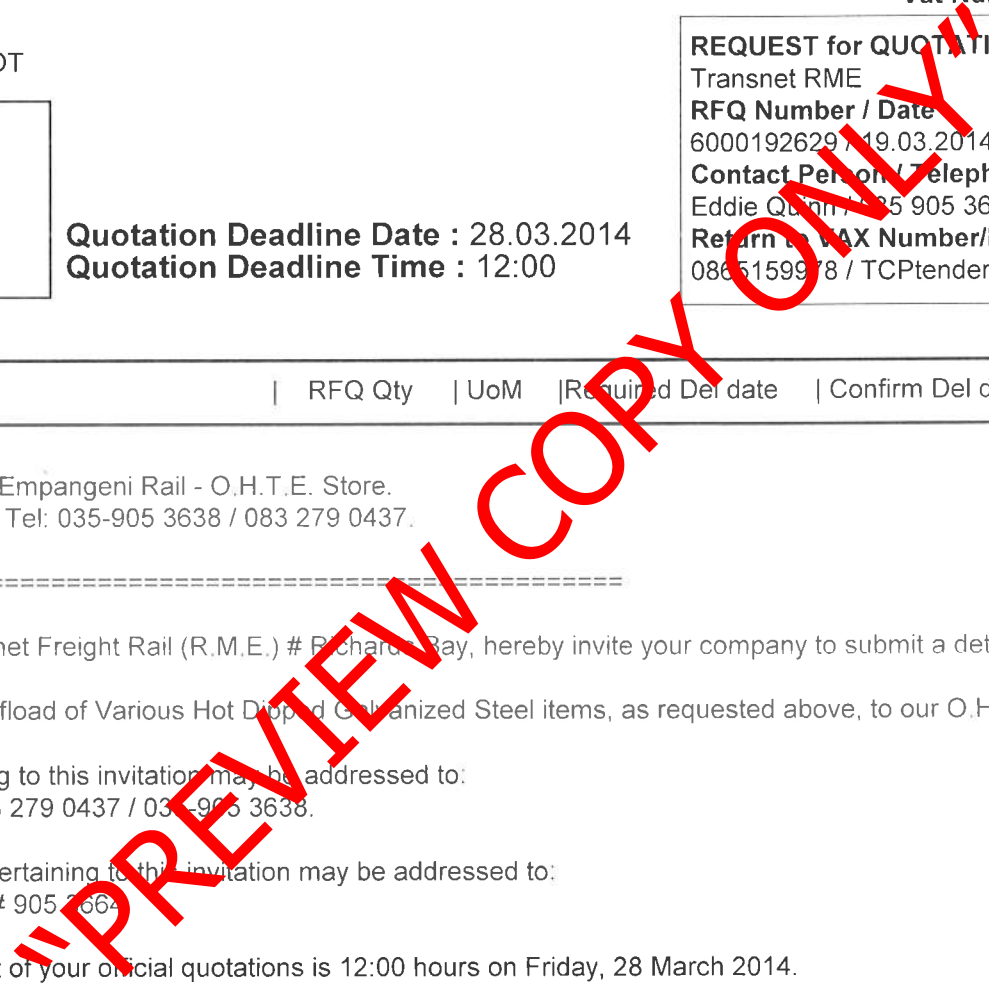 REQUEST for QUOTATI
Transnet RME
RFQ Number / Date
6000192629 / 19.03.2014
Contact Person / Teleph
Eddie Quinn / 035 905 36
Return to VAX Number/
0865159978 / TCPtender
OT
Quotation Deadline Date : 28.03.2014
Quotation Deadline Time : 12:00
| RFQ Qty | UoM |Required Del date | Confirm Del d
Empangeni Rail - O.H.T.E. Store.
Tel: 035-905 3638 / 083 279 0437.
net Freight Rail (R.M.E.) # Richards Bay, hereby invite your company to submit a det
fload of Various Hot Dipped Galvanized Steel items, as requested above, to our O.H
g to this invitation may be addressed to:
279 0437 / 035-905 3638.
ertaining to this invitation may be addressed to:
# 905 3664
t of your official quotations is 12:00 hours on Friday, 28 March 2014.
"PREVIEW COPY ONLY"